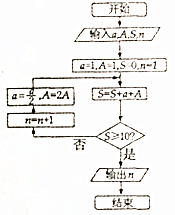 开始
输入a,A,S,n
a=1,A=1,S=0,n=1
S=S+a+A
a=a/2,A=2A
n=n+1
S≥10?
否
是
输出n
结束